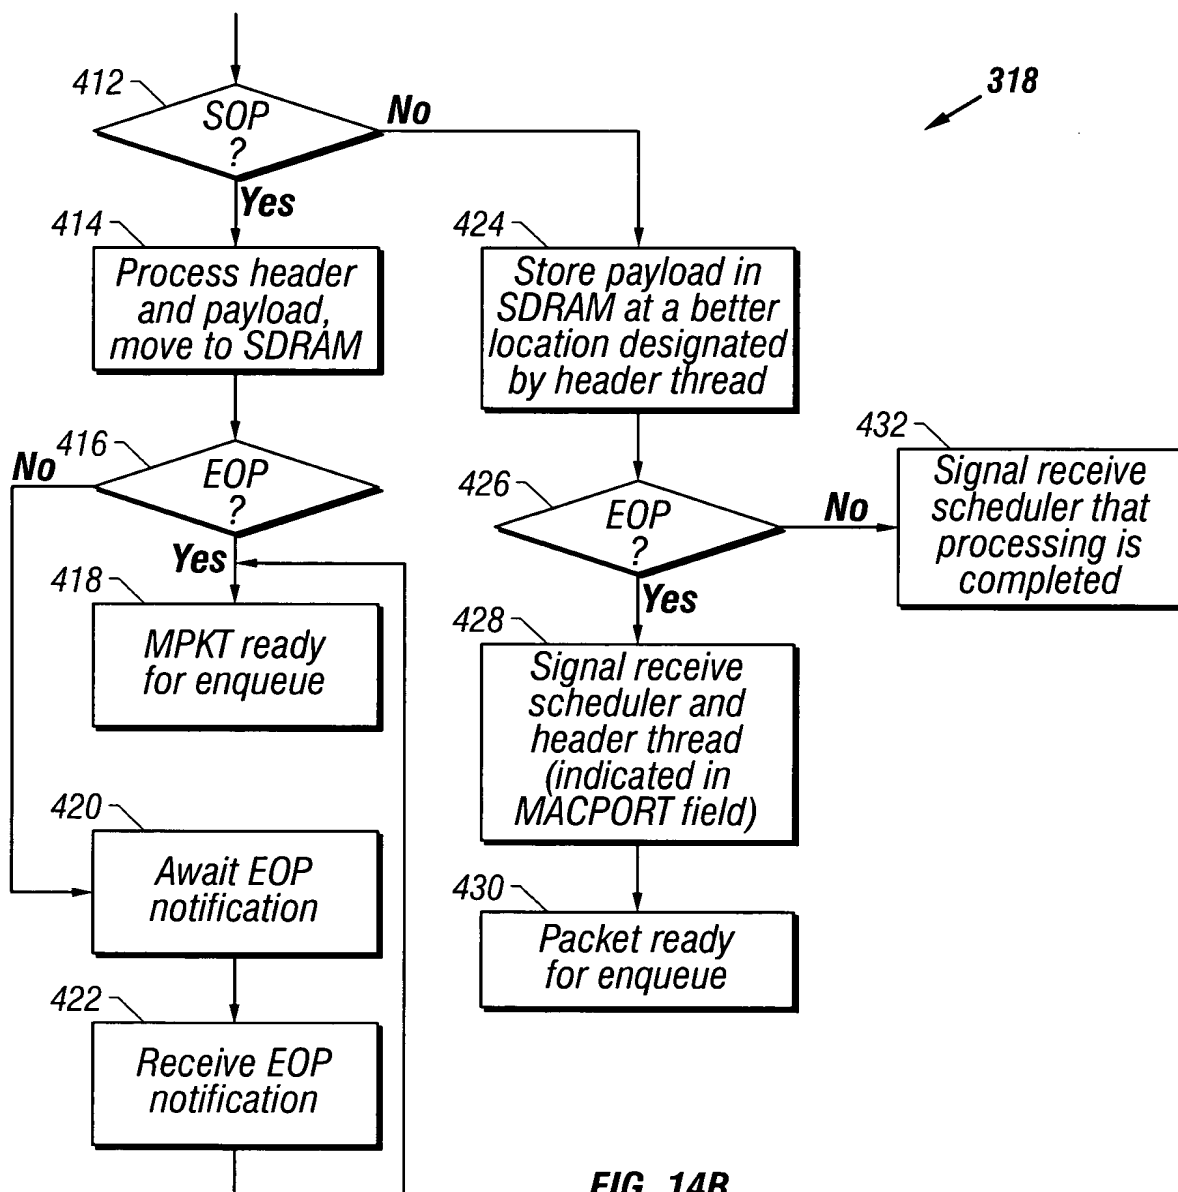 318
412
SOP
?
No
Yes
414
Process header
and payload,
move to SDRAM
416
No
EOP
?
Yes
418
MPKT ready
for enqueue
420
Await EOP
notification
422
Receive EOP
notification
424
Store payload in
SDRAM at a better
location designated
by header thread
426
EOP
?
No
Yes
432
Signal receive
scheduler that
processing is
completed
428
Signal receive
scheduler and
header thread
(indicated in
MACPORT field)
430
Packet ready
for enqueue
FIG. 14B